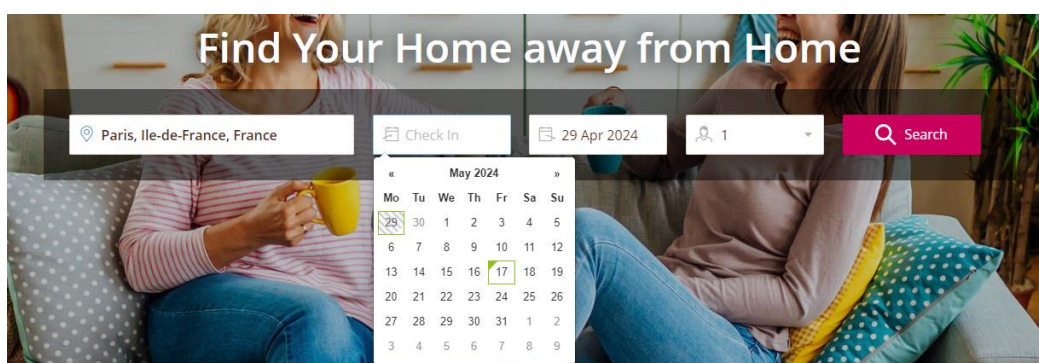 Find Your Home away from Home
Paris, Ile-de-France, France
Check In
29 Apr 2024
1
Search
« May 2024 »
Mo Tu We Th Fr Sa Su
29 30 1 2 3 4 5
6 7 8 9 10 11 12
13 14 15 16 17 18 19
20 21 22 23 24 25 26
27 28 29 30 31 1 2
3 4 5 6 7 8 9